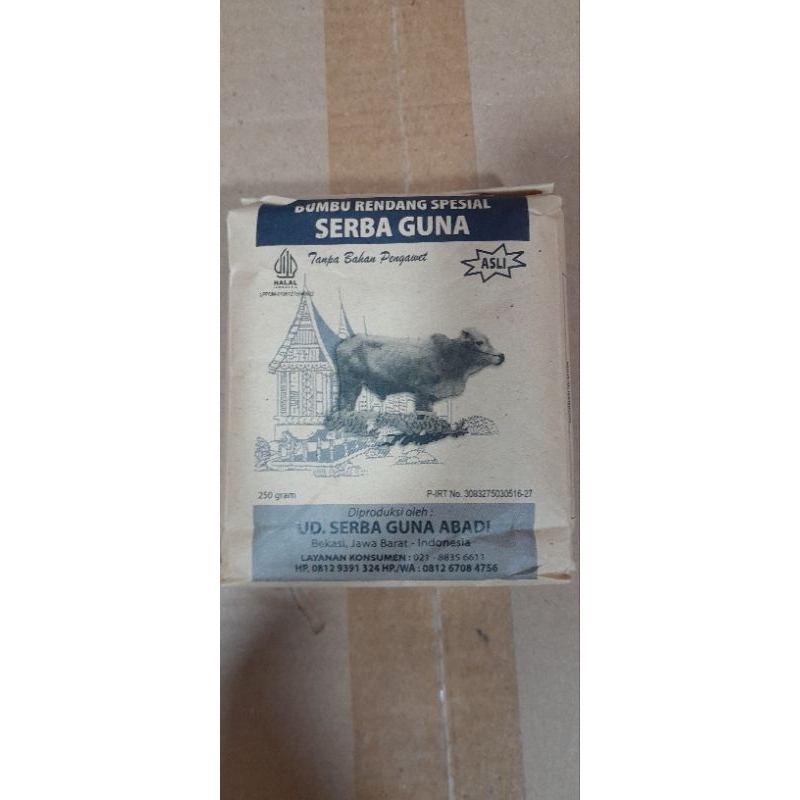 BUMBU RENDANG SPESIAL
SERBA GUNA
Tanpa Bahan Pengawet
ASLI
HALAL
INDONESIA
250 gram
P-IRT No. 3083275030516-27
Diproduksi oleh :
UD. SERBA GUNA ABADI
Bekasi, Jawa Barat - Indonesia
LAYANAN KONSUMEN : 021 - 8835 6611
HP. 0812 9391 324 HP./WA : 0812 6708 4756